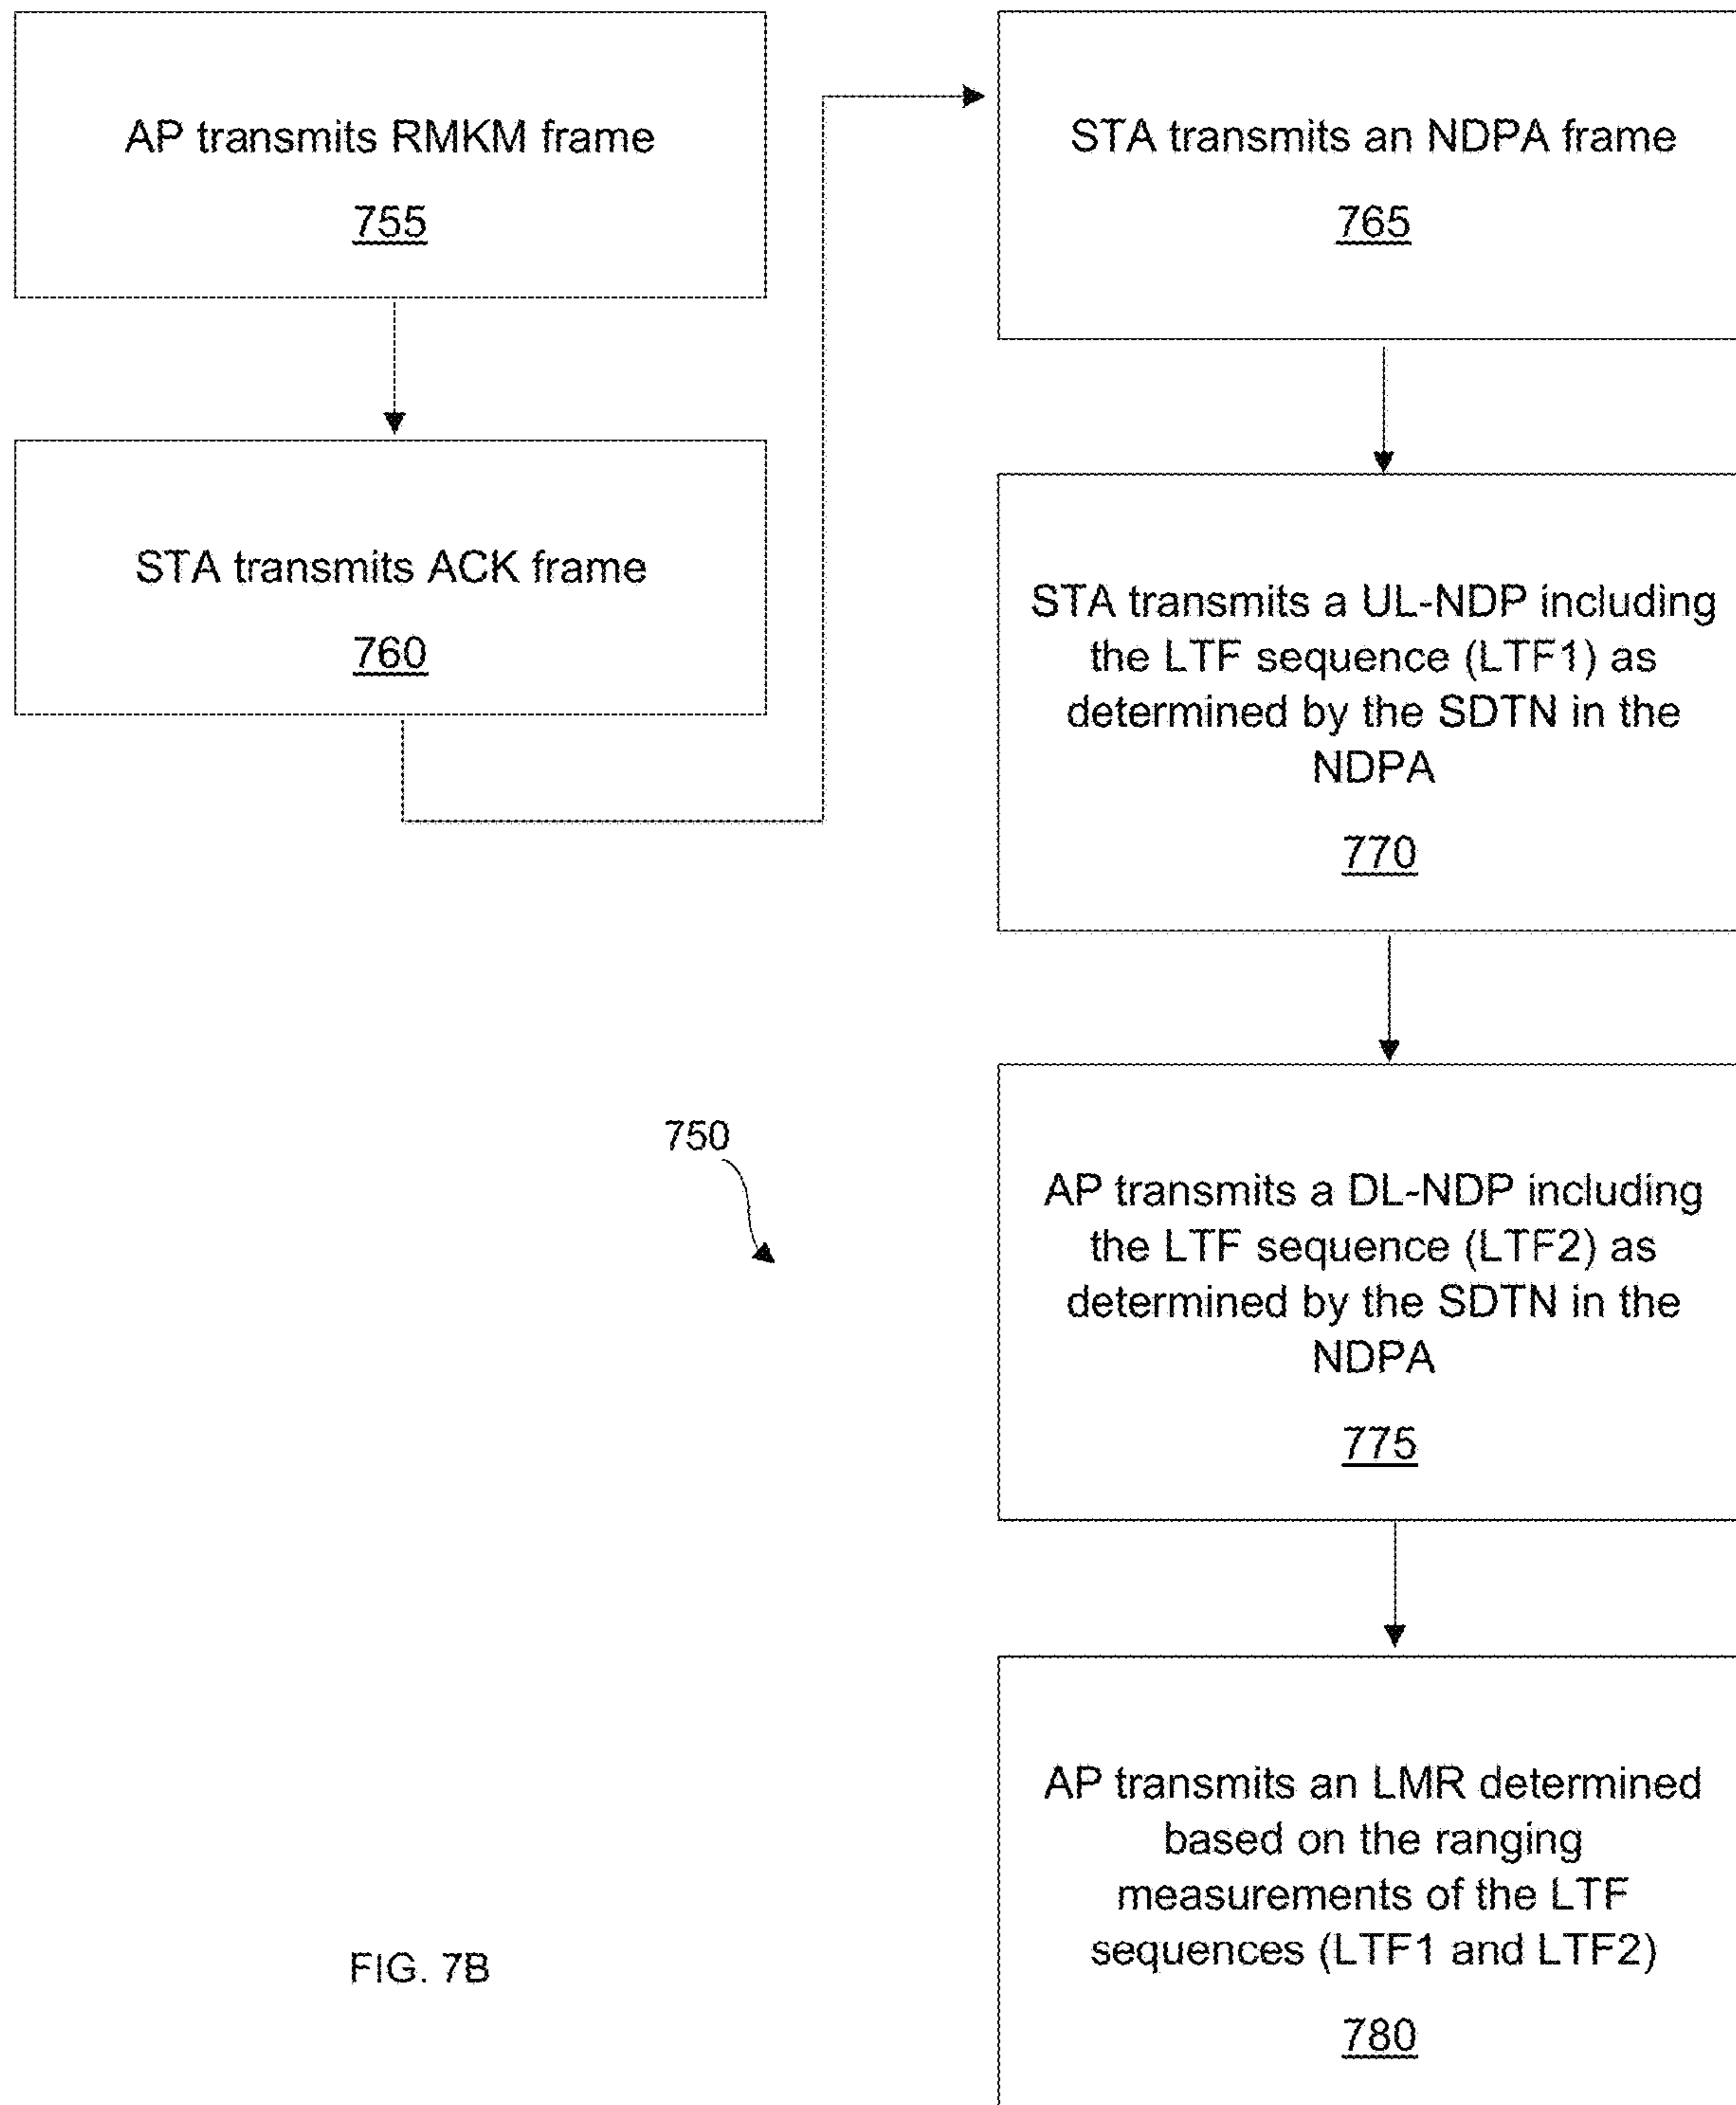 AP transmits RMKM frame
755
STA transmits ACK frame
760
STA transmits an NDPA frame
765
STA transmits a UL-NDP including
the LTF sequence (LTF1) as
determined by the SDTN in the
NDPA
770
750
AP transmits a DL-NDP including
the LTF sequence (LTF2) as
determined by the SDTN in the
NDPA
775
AP transmits an LMR determined
based on the ranging
measurements of the LTF
sequences (LTF1 and LTF2)
780
FIG. 7B